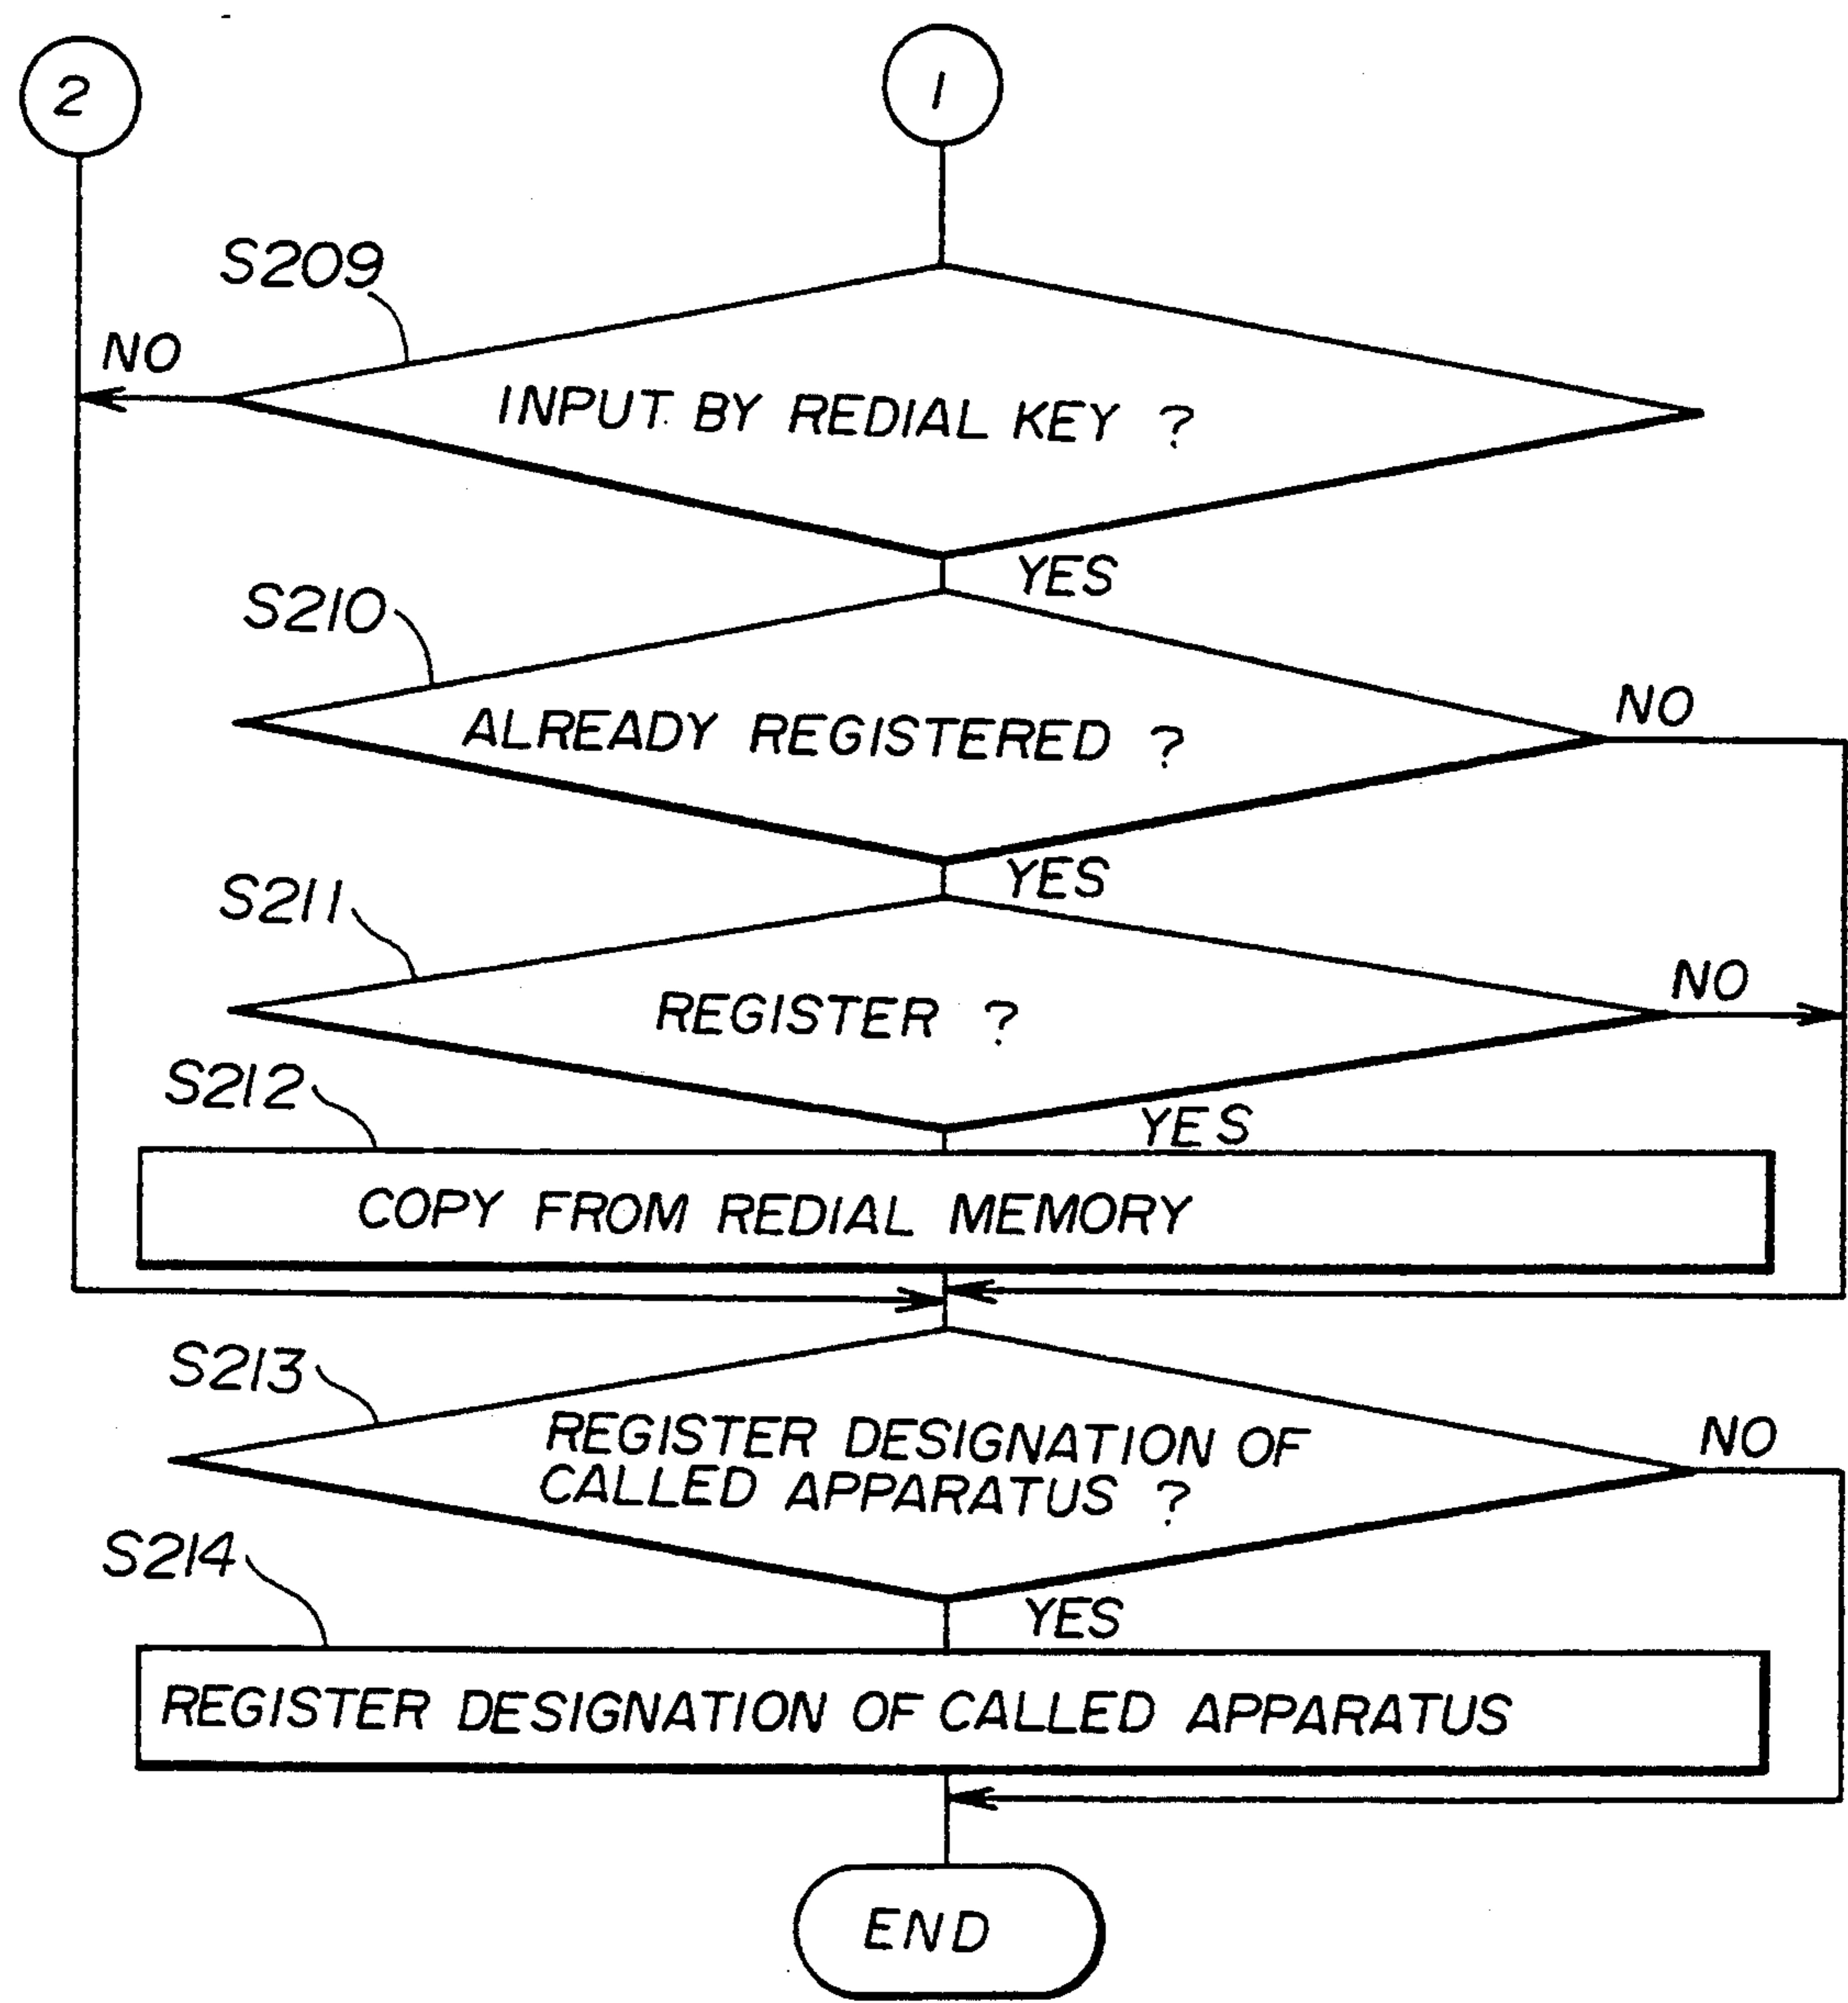 2
1
S209
NO
INPUT BY REDIAL KEY ?
YES
S210
NO
ALREADY REGISTERED ?
YES
S211
NO
REGISTER ?
S212
YES
COPY FROM REDIAL MEMORY
S213
REGISTER DESIGNATION OF
CALLED APPARATUS ?
NO
S214
YES
REGISTER DESIGNATION OF CALLED APPARATUS
END